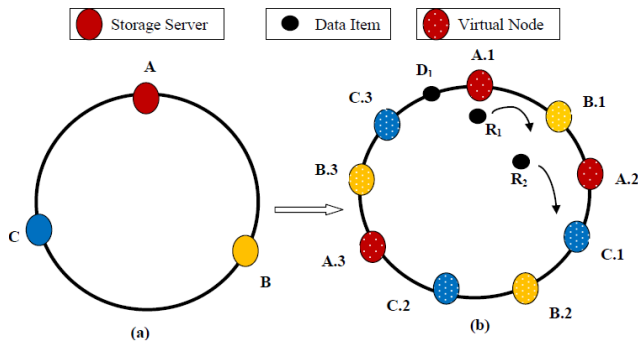 Storage Server
Data Item
Virtual Node
A
C
B
(a)
A.1
D1
B.1
C.3
R1
B.3
R2
A.2
A.3
C.1
C.2
B.2
(b)